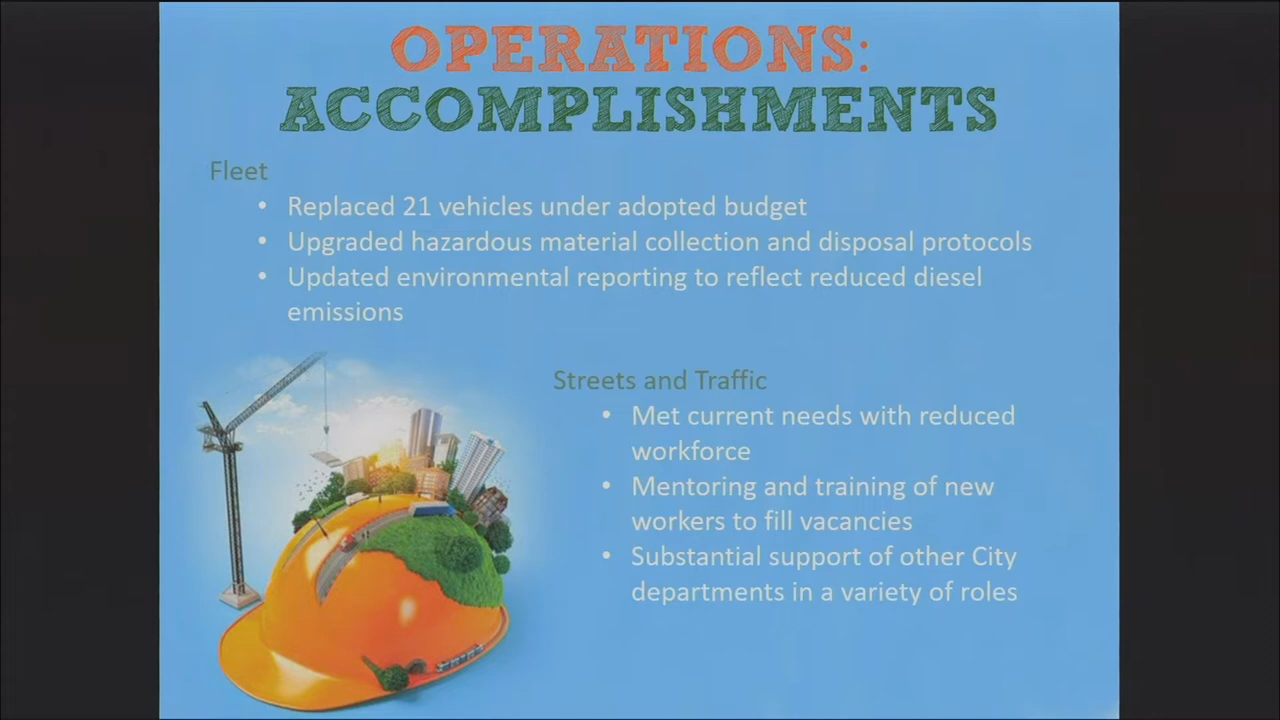 OPERATIONS:
ACCOMPLISHMENTS
Fleet
• Replaced 21 vehicles under adopted budget
• Upgraded hazardous material collection and disposal protocols
• Updated environmental reporting to reflect reduced diesel
emissions
Streets and Traffic
• Met current needs with reduced
workforce
• Mentoring and training of new
workers to fill vacancies
• Substantial support of other City
departments in a variety of roles